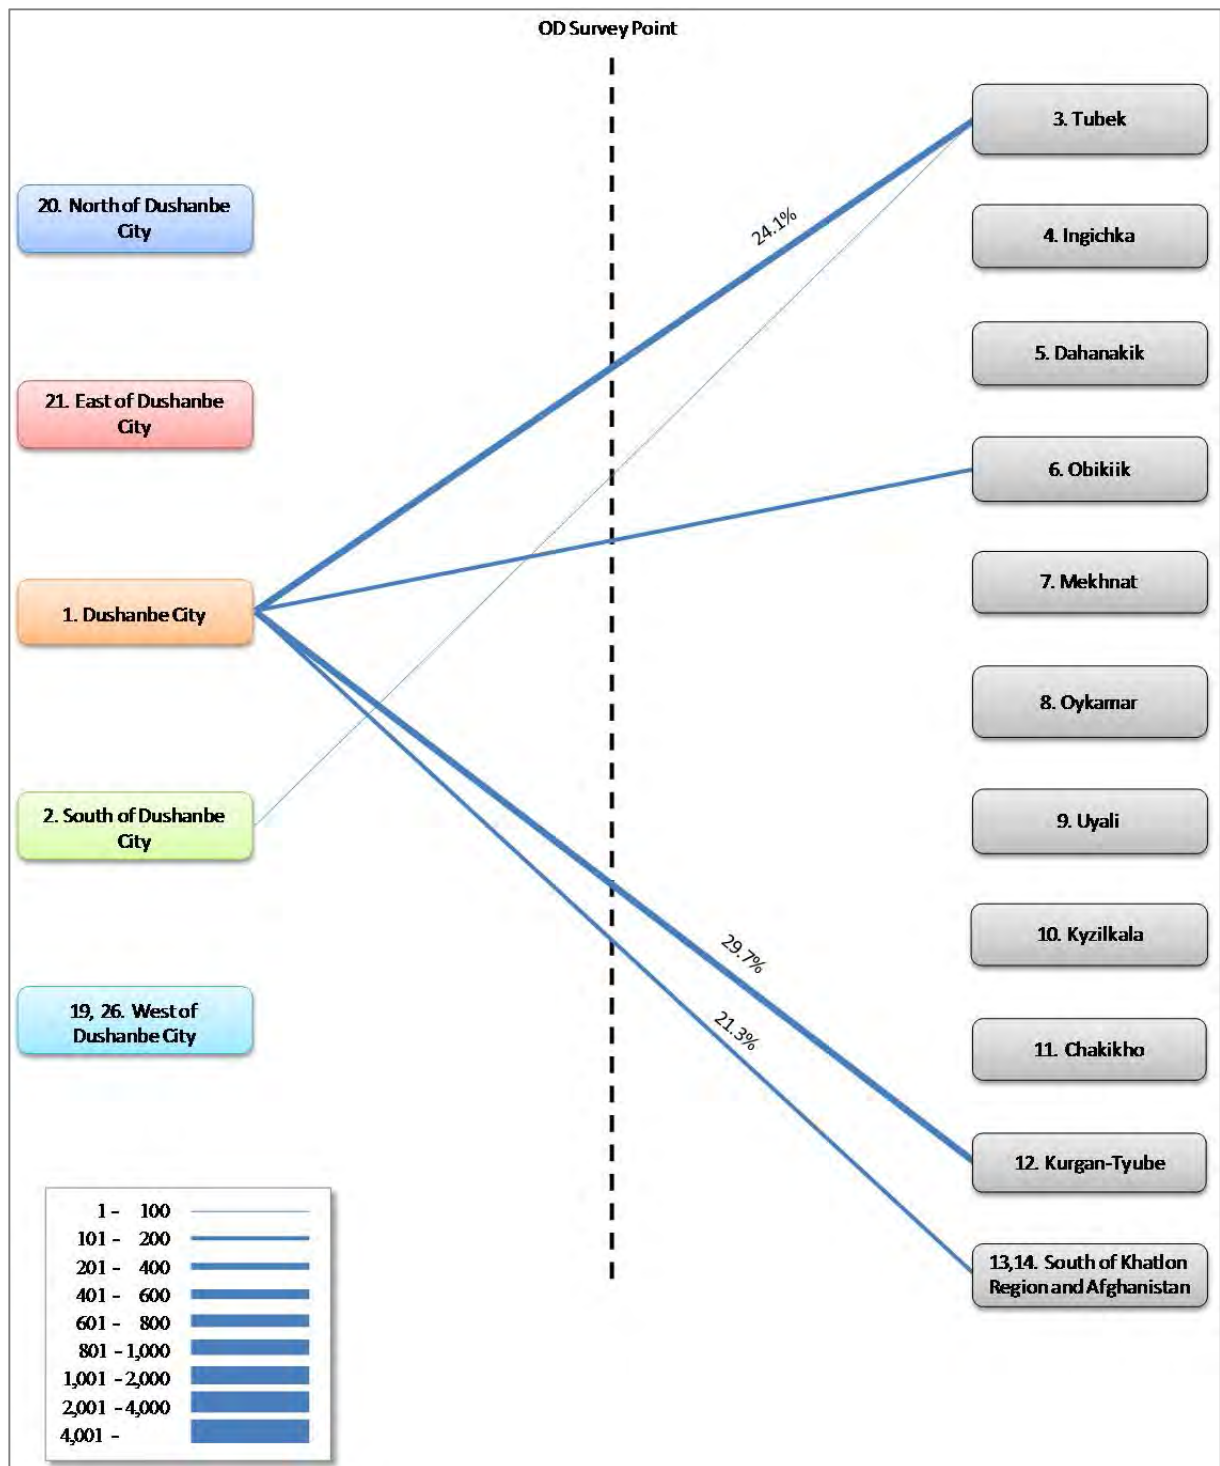 OD Survey Point
20. North of Dushanbe
City
21. East of Dushanbe
City
1. Dushanbe City
2. South of Dushanbe
City
19, 26. West of
Dushanbe City
24.1%
29.7%
21.3%
3. Tubek
4. Ingichka
5. Dahanakik
6. Obikiik
7. Mekhnat
8. Oykamar
9. Uyali
10. Kyzilkala
11. Chakikho
12. Kurgan-Tyube
13,14. South of Khatlon
Region and Afghanistan
1 - 100
101 - 200
201 - 400
401 - 600
601 - 800
801 - 1,000
1,001 - 2,000
2,001 - 4,000
4,001 -